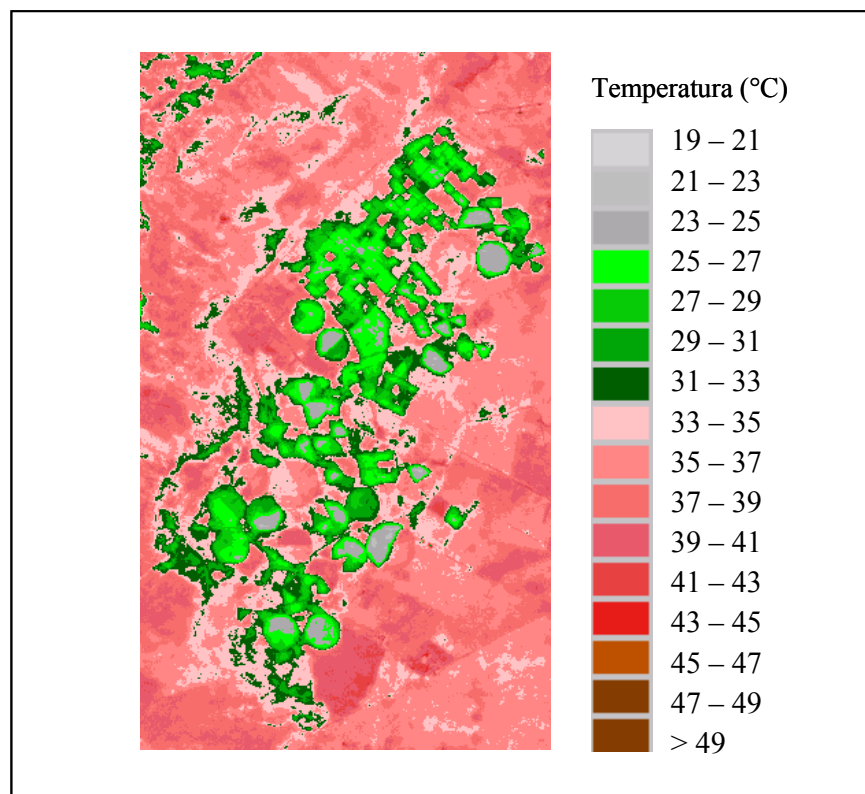 Temperatura (°C)
19 – 21
21 – 23
23 – 25
25 – 27
27 – 29
29 – 31
31 – 33
33 – 35
35 – 37
37 – 39
39 – 41
41 – 43
43 – 45
45 – 47
47 – 49
> 49